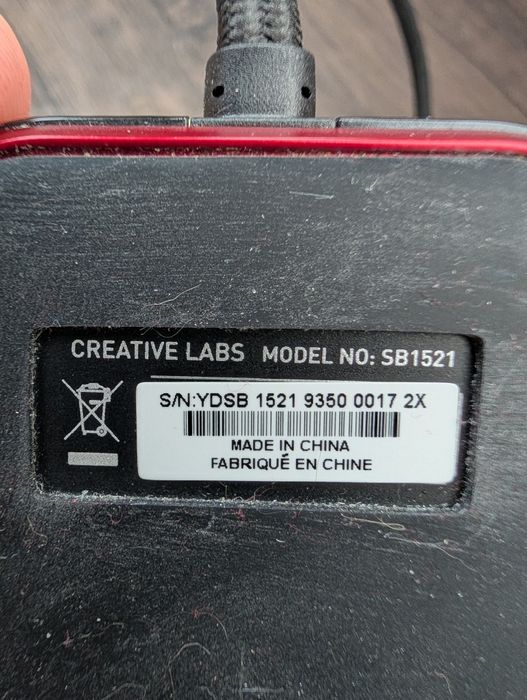 CREATIVE LABS MODEL NO: SB1521
S/N:YDSB 1521 9350 0017 2X
MADE IN CHINA
FABRIQUÉ EN CHINE